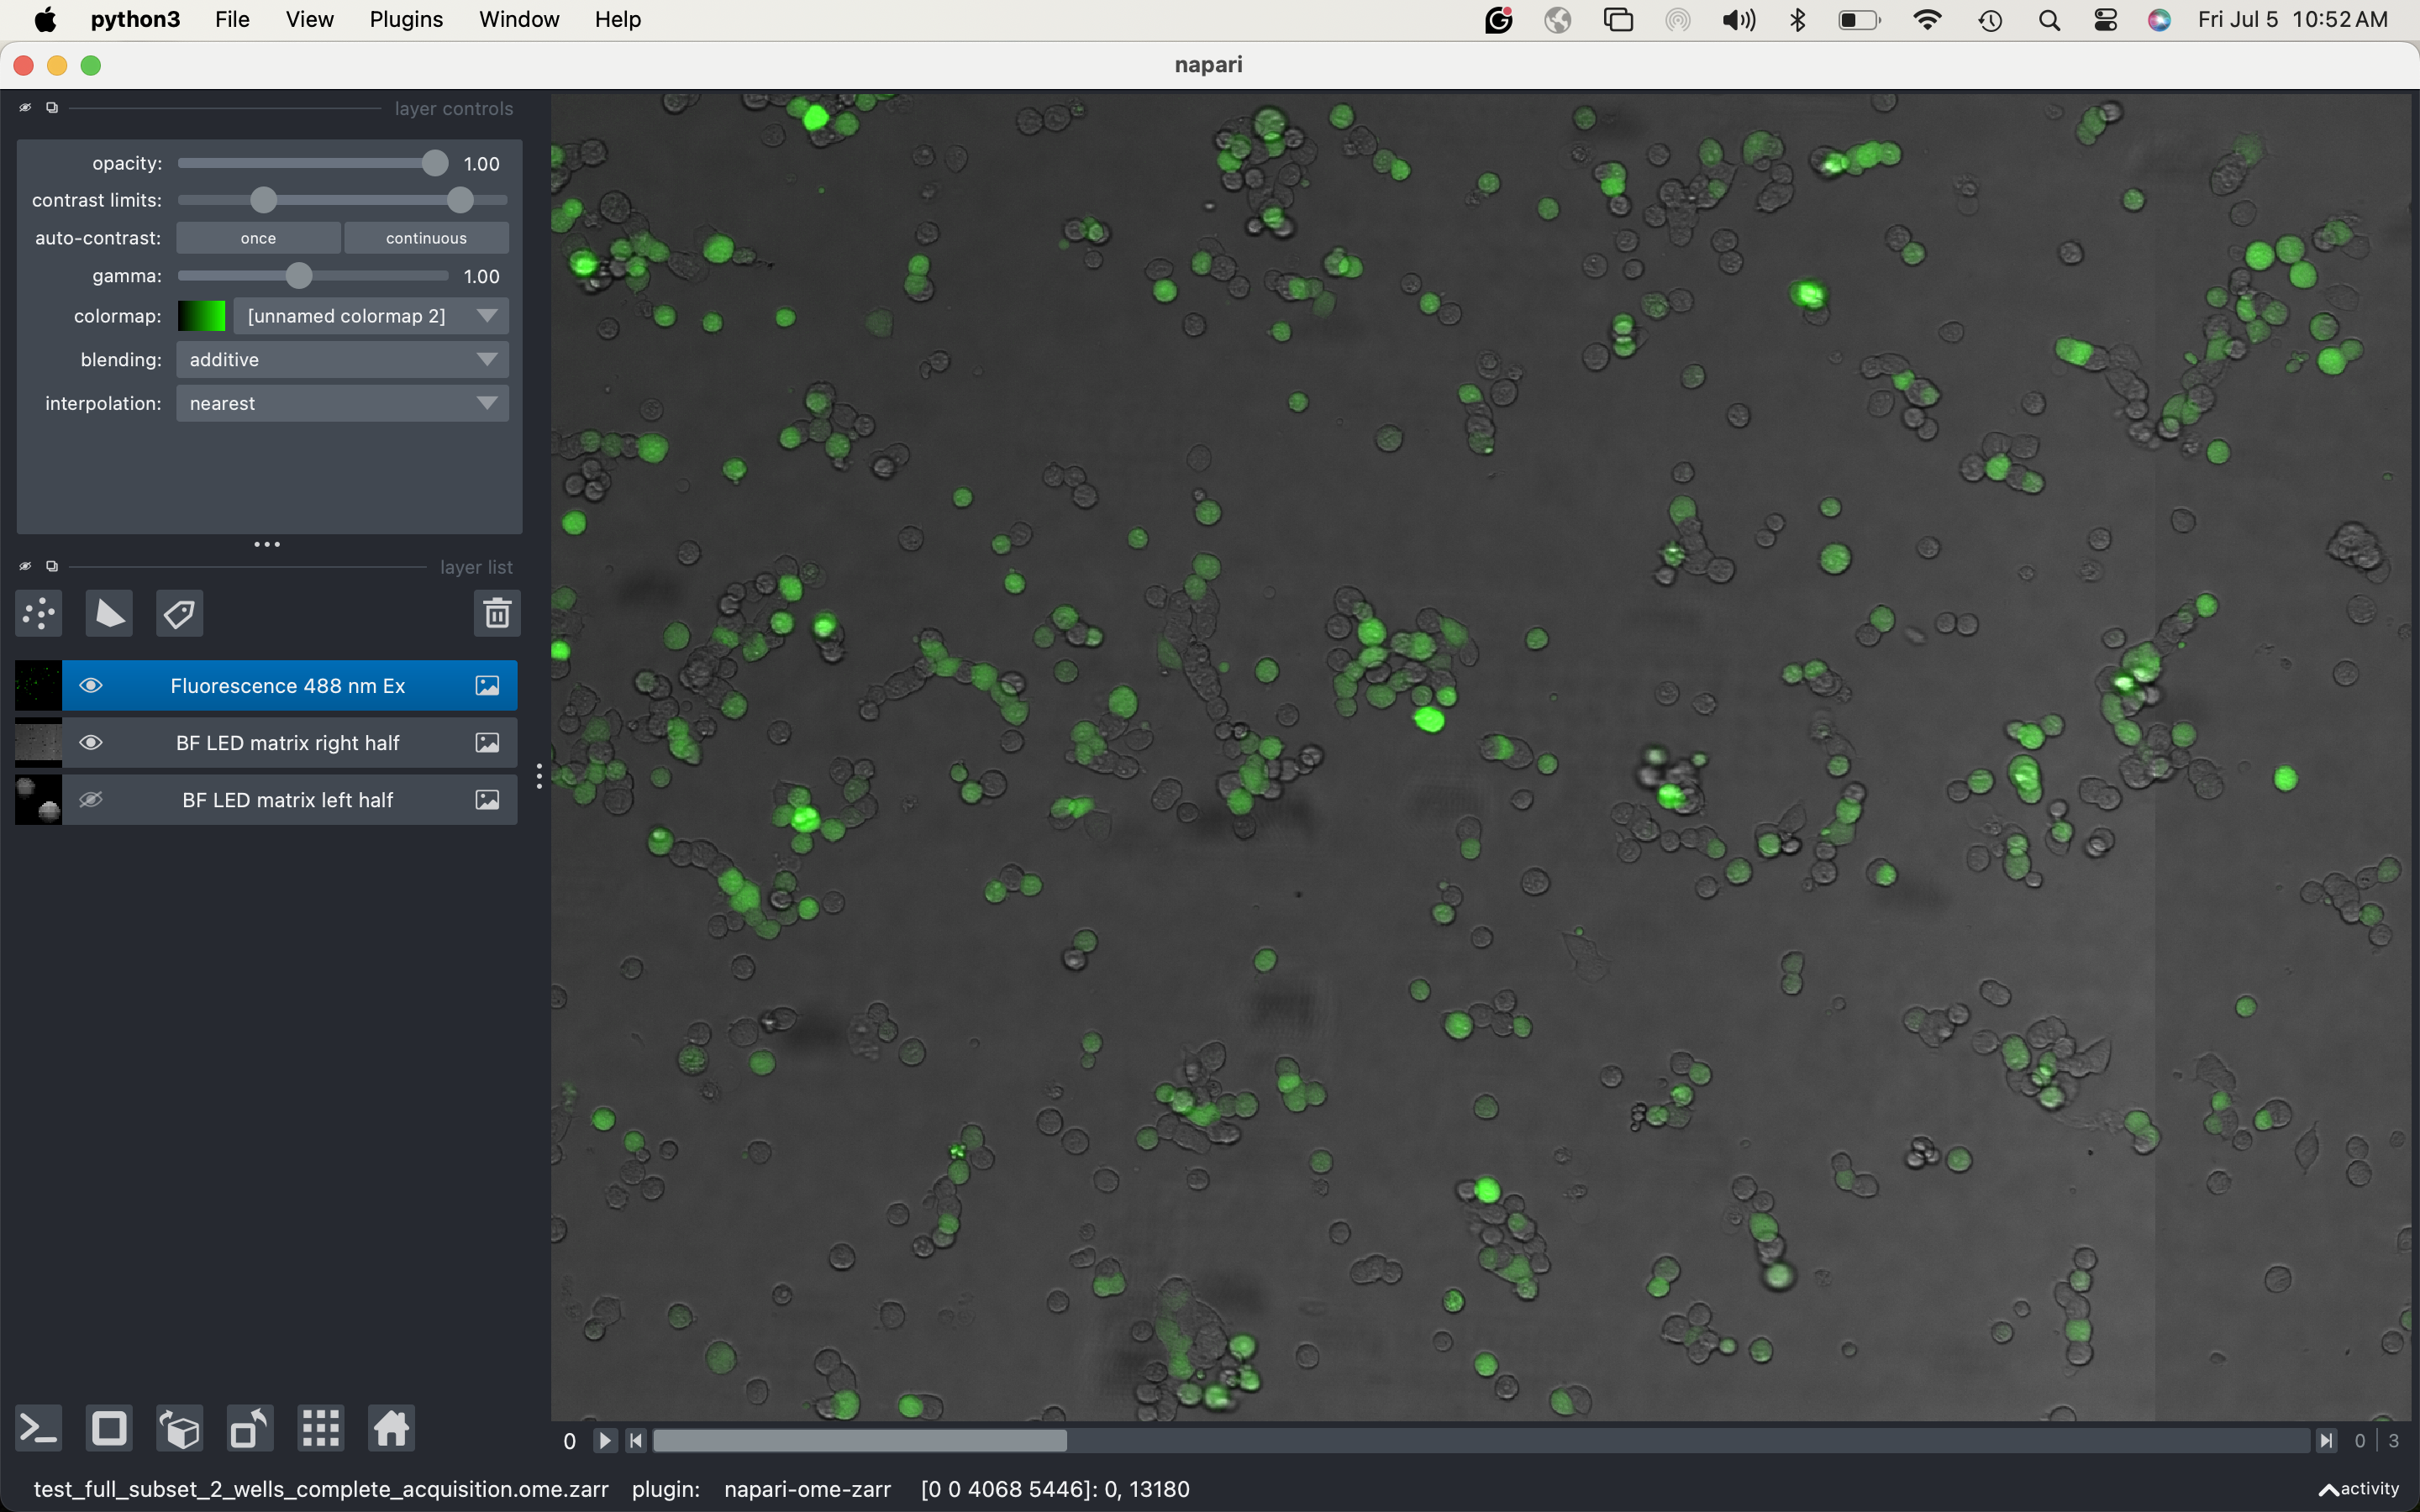 python3 File View Plugins Window Help Fri Jul 5 10:52 AM
napari
layer controls
opacity: 1.00
contrast limits:
auto-contrast: once continuous
gamma: 1.00
colormap: [unnamed colormap 2]
blending: additive
interpolation: nearest
layer list
Fluorescence 488 nm Ex
BF LED matrix right half
BF LED matrix left half
0 0 3
test_full_subset_2_wells_complete_acquisition.ome.zarr plugin: napari-ome-zarr [0 0 4068 5446]: 0, 13180 activity